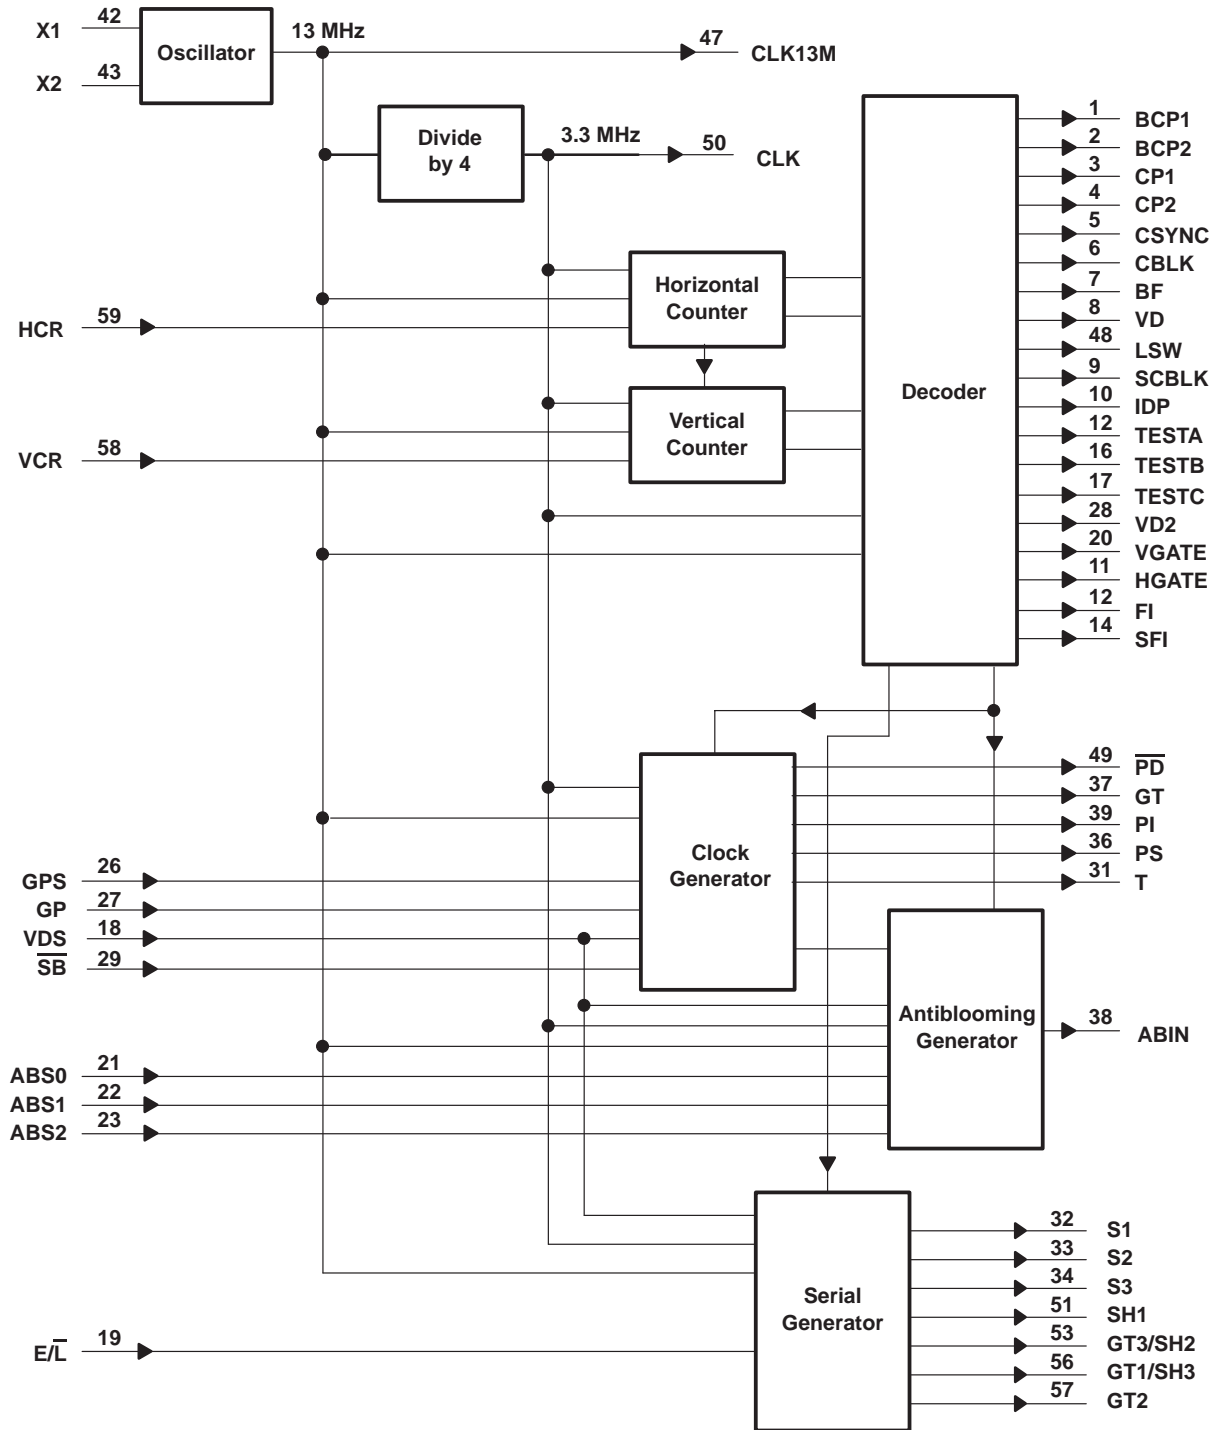 X1 42
X2 43
Oscillator
13 MHz
47 CLK13M
Divide
by 4
3.3 MHz
50 CLK
HCR 59
VCR 58
Horizontal
Counter
Vertical
Counter
Decoder
1 BCP1
2 BCP2
3 CP1
4 CP2
5 CSYNC
6 CBLK
7 BF
8 VD
48 LSW
9 SCBLK
10 IDP
12 TESTA
16 TESTB
17 TESTC
28 VD2
20 VGATE
11 HGATE
12 FI
14 SFI
GPS 26
GP 27
VDS 18
S̅B̅ 29
Clock
Generator
49 P̅D̅
37 GT
39 PI
36 PS
31 T
ABS0 21
ABS1 22
ABS2 23
Antiblooming
Generator
38 ABIN
E/L̅ 19
Serial
Generator
32 S1
33 S2
34 S3
51 SH1
53 GT3/SH2
56 GT1/SH3
57 GT2